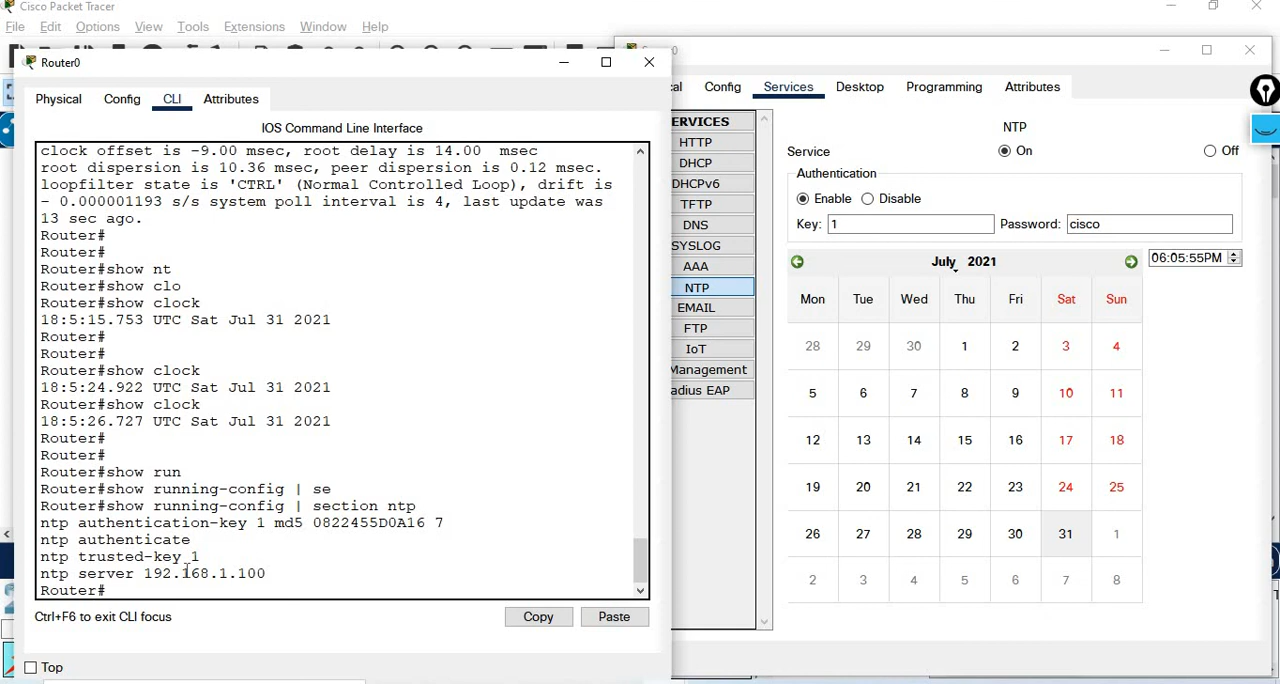 Cisco Packet Tracer
File Edit Options View Tools Extensions Window Help
Router0
Physical Config CLI Attributes
IOS Command Line Interface
clock offset is -9.00 msec, root delay is 14.00 msec
root dispersion is 10.36 msec, peer dispersion is 0.12 msec.
loopfilter state is 'CTRL' (Normal Controlled Loop), drift is
- 0.000001193 s/s system poll interval is 4, last update was
13 sec ago.
Router#
Router#
Router#show nt
Router#show clo
Router#show clock
18:5:15.753 UTC Sat Jul 31 2021
Router#
Router#
Router#show clock
18:5:24.922 UTC Sat Jul 31 2021
Router#show clock
18:5:26.727 UTC Sat Jul 31 2021
Router#
Router#
Router#show run
Router#show running-config | se
Router#show running-config | section ntp
ntp authentication-key 1 md5 0822455D0A16 7
ntp authenticate
ntp trusted-key 1
ntp server 192.168.1.100
Router#
Ctrl+F6 to exit CLI focus
Copy Paste
Top
Config Services Desktop Programming Attributes
ERVICES
HTTP
DHCP
DHCPv6
TFTP
DNS
SYSLOG
AAA
NTP
EMAIL
FTP
IoT
Management
adius EAP
NTP
Service On Off
Authentication
Enable Disable
Key: 1 Password: cisco
July 2021 06:05:55PM
Mon Tue Wed Thu Fri Sat Sun
28 29 30 1 2 3 4
5 6 7 8 9 10 11
12 13 14 15 16 17 18
19 20 21 22 23 24 25
26 27 28 29 30 31 1
2 3 4 5 6 7 8